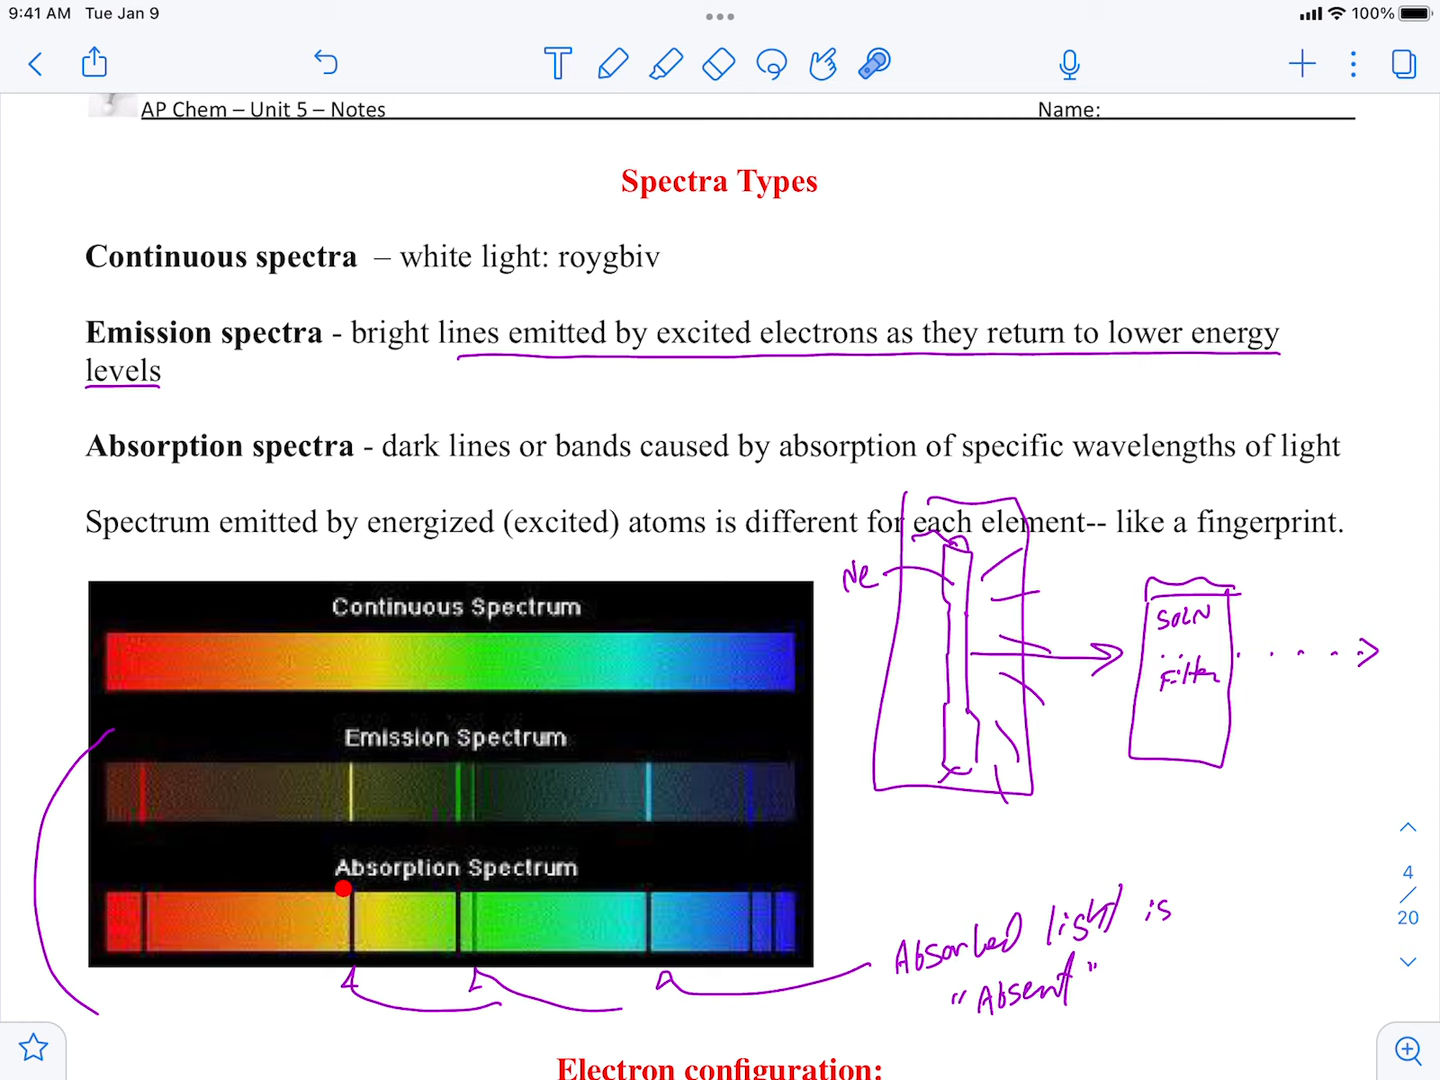 9:41 AM Tue Jan 9
100%
AP Chem – Unit 5 – Notes Name:
Spectra Types
Continuous spectra – white light: roygbiv
Emission spectra - bright lines emitted by excited electrons as they return to lower energy
levels
Absorption spectra - dark lines or bands caused by absorption of specific wavelengths of light
Spectrum emitted by energized (excited) atoms is different for each element-- like a fingerprint.
Ne
SOLN
Filter
Continuous Spectrum
Emission Spectrum
Absorption Spectrum
Absorbed light is
"Absent"
4
/
20
Electron configuration: